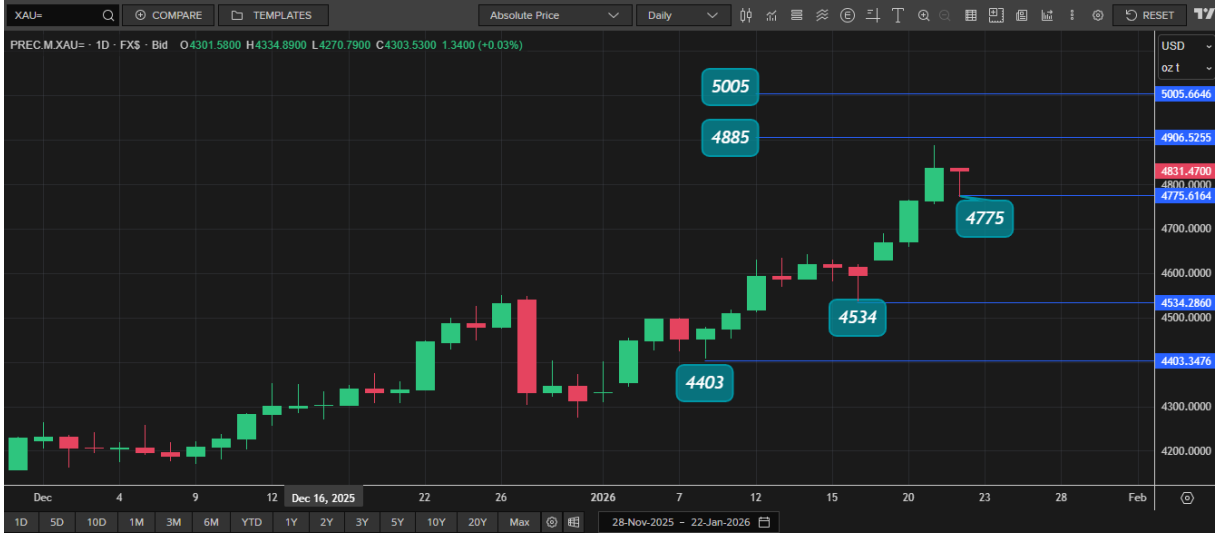 XAU= COMPARE TEMPLATES Absolute Price Daily RESET
PREC.M.XAU= · 1D · FX$ · Bid O4301.5800 H4334.8900 L4270.7900 C4303.5300 1.3400 (+0.03%)
USD
oz t
5005
5005.6646
4885
4906.5255
4831.4700
4800.0000
4775.6164
4775
4700.0000
4600.0000
4534.2860
4534
4500.0000
4403.3476
4403
4300.0000
4200.0000
Dec 4 9 12 Dec 16, 2025 22 26 2026 7 12 15 20 23 28 Feb
1D 5D 10D 1M 3M 6M YTD 1Y 2Y 3Y 5Y 10Y 20Y Max 28-Nov-2025 - 22-Jan-2026